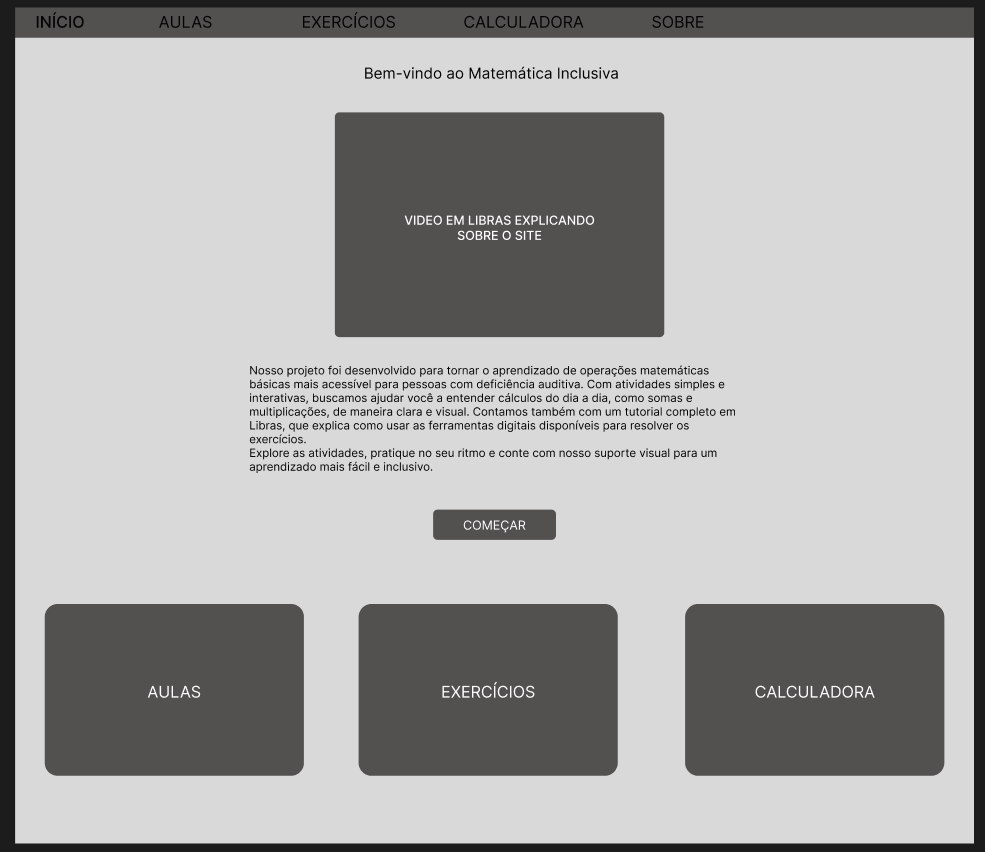 INÍCIO AULAS EXERCÍCIOS CALCULADORA SOBRE
Bem-vindo ao Matemática Inclusiva
VIDEO EM LIBRAS EXPLICANDO
SOBRE O SITE
Nosso projeto foi desenvolvido para tornar o aprendizado de operações matemáticas
básicas mais acessível para pessoas com deficiência auditiva. Com atividades simples e
interativas, buscamos ajudar você a entender cálculos do dia a dia, como somas e
multiplicações, de maneira clara e visual. Contamos também com um tutorial completo em
Libras, que explica como usar as ferramentas digitais disponíveis para resolver os
exercícios.
Explore as atividades, pratique no seu ritmo e conte com nosso suporte visual para um
aprendizado mais fácil e inclusivo.
COMEÇAR
AULAS EXERCÍCIOS CALCULADORA